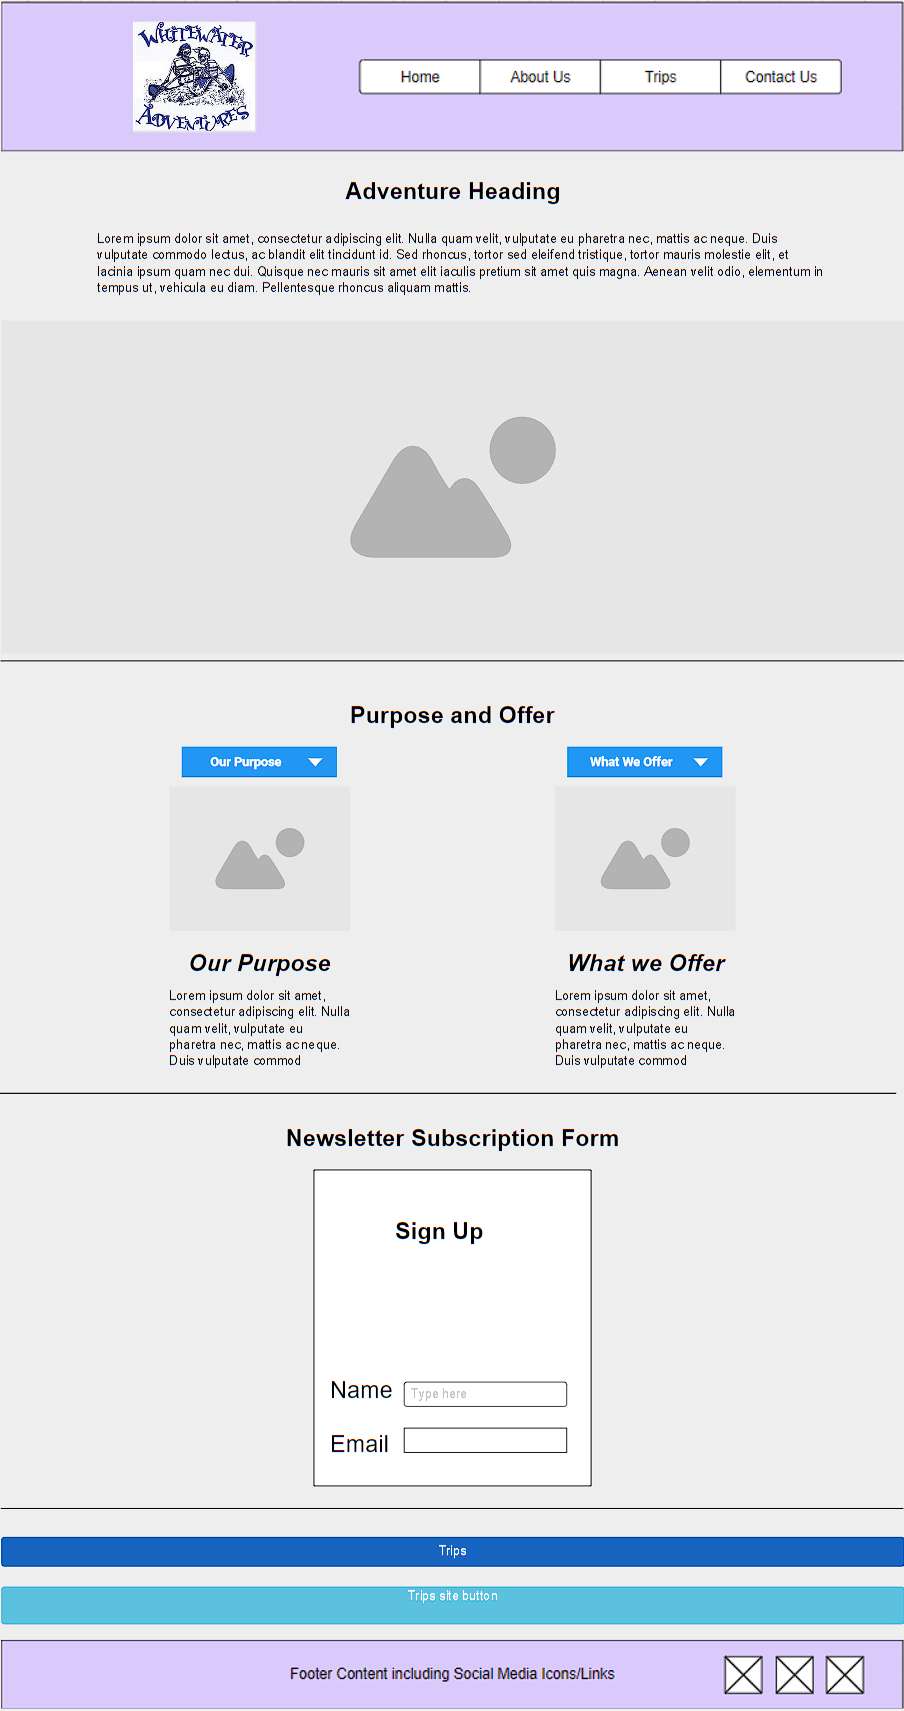 WHITEWATER
ADVENTURES
Home
About Us
Trips
Contact Us
Adventure Heading
Lorem ipsum dolor sit amet, consectetur adipiscing elit. Nulla quam velit, vulputate eu pharetra nec, mattis ac neque. Duis
vulputate commodo lectus, ac blandit elit tincidunt id. Sed rhoncus, tortor sed eleifend tristique, tortor mauris molestie elit, et
lacinia ipsum quam nec dui. Quisque nec mauris sit amet elit iaculis pretium sit amet quis magna. Aenean velit odio, elementum in
tempus ut, vehicula eu diam. Pellentesque rhoncus aliquam mattis.
Purpose and Offer
Our Purpose
What We Offer
Our Purpose
Lorem ipsum dolor sit amet,
consectetur adipiscing elit. Nulla
quam velit, vulputate eu
pharetra nec, mattis ac neque.
Duis vulputate commod
What we Offer
Lorem ipsum dolor sit amet,
consectetur adipiscing elit. Nulla
quam velit, vulputate eu
pharetra nec, mattis ac neque.
Duis vulputate commod
Newsletter Subscription Form
Sign Up
Name
Type here
Email
Trips
Trips site button
Footer Content including Social Media Icons/Links